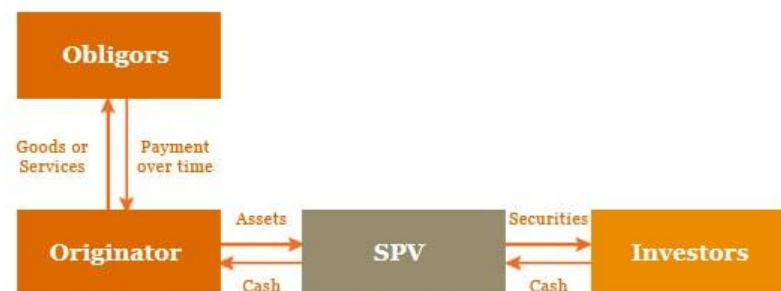 Obligors
Goods or
Services
Payment
over time
Originator
Assets
Cash
SPV
Securities
Cash
Investors